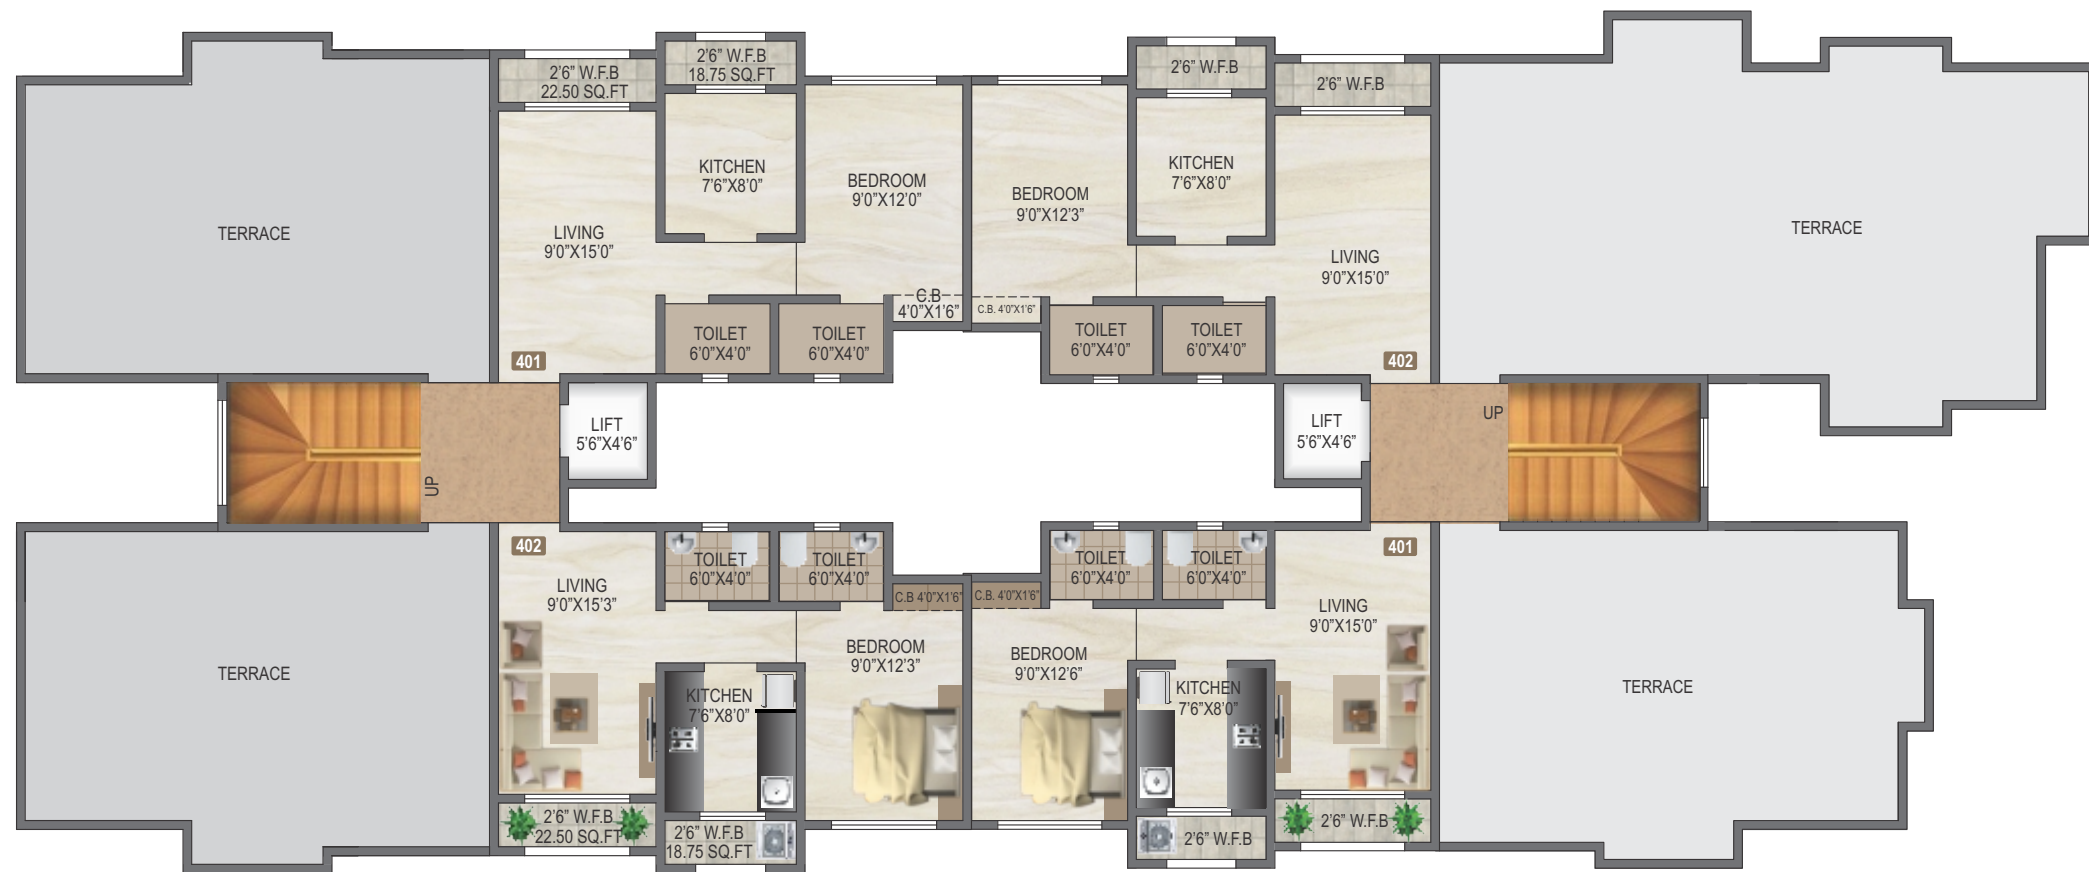 2’6” W.F.B
22.50 SQ.FT
2’6” W.F.B
18.75 SQ.FT
2’6” W.F.B
2’6” W.F.B
TERRACE
LIVING
9’0”X15’0”
KITCHEN
7’6”X8’0”
BEDROOM
9’0”X12’0”
BEDROOM
9’0”X12’3”
KITCHEN
7’6”X8’0”
LIVING
9’0”X15’0”
TERRACE
C.B
4’0”X1’6”
C.B. 4’0”X1’6”
401
TOILET
6’0”X4’0”
TOILET
6’0”X4’0”
TOILET
6’0”X4’0”
TOILET
6’0”X4’0”
402
UP
LIFT
5’6”X4’6”
LIFT
5’6”X4’6”
UP
402
TOILET
6’0”X4’0”
TOILET
6’0”X4’0”
TOILET
6’0”X4’0”
TOILET
6’0”X4’0”
401
LIVING
9’0”X15’3”
C.B 4’0”X1’6”
C.B. 4’0”X1’6”
LIVING
9’0”X15’0”
TERRACE
KITCHEN
7’6”X8’0”
BEDROOM
9’0”X12’3”
BEDROOM
9’0”X12’6”
KITCHEN
7’6”X8’0”
TERRACE
2’6” W.F.B
22.50 SQ.FT
2’6” W.F.B
18.75 SQ.FT
2’6” W.F.B
2’6” W.F.B